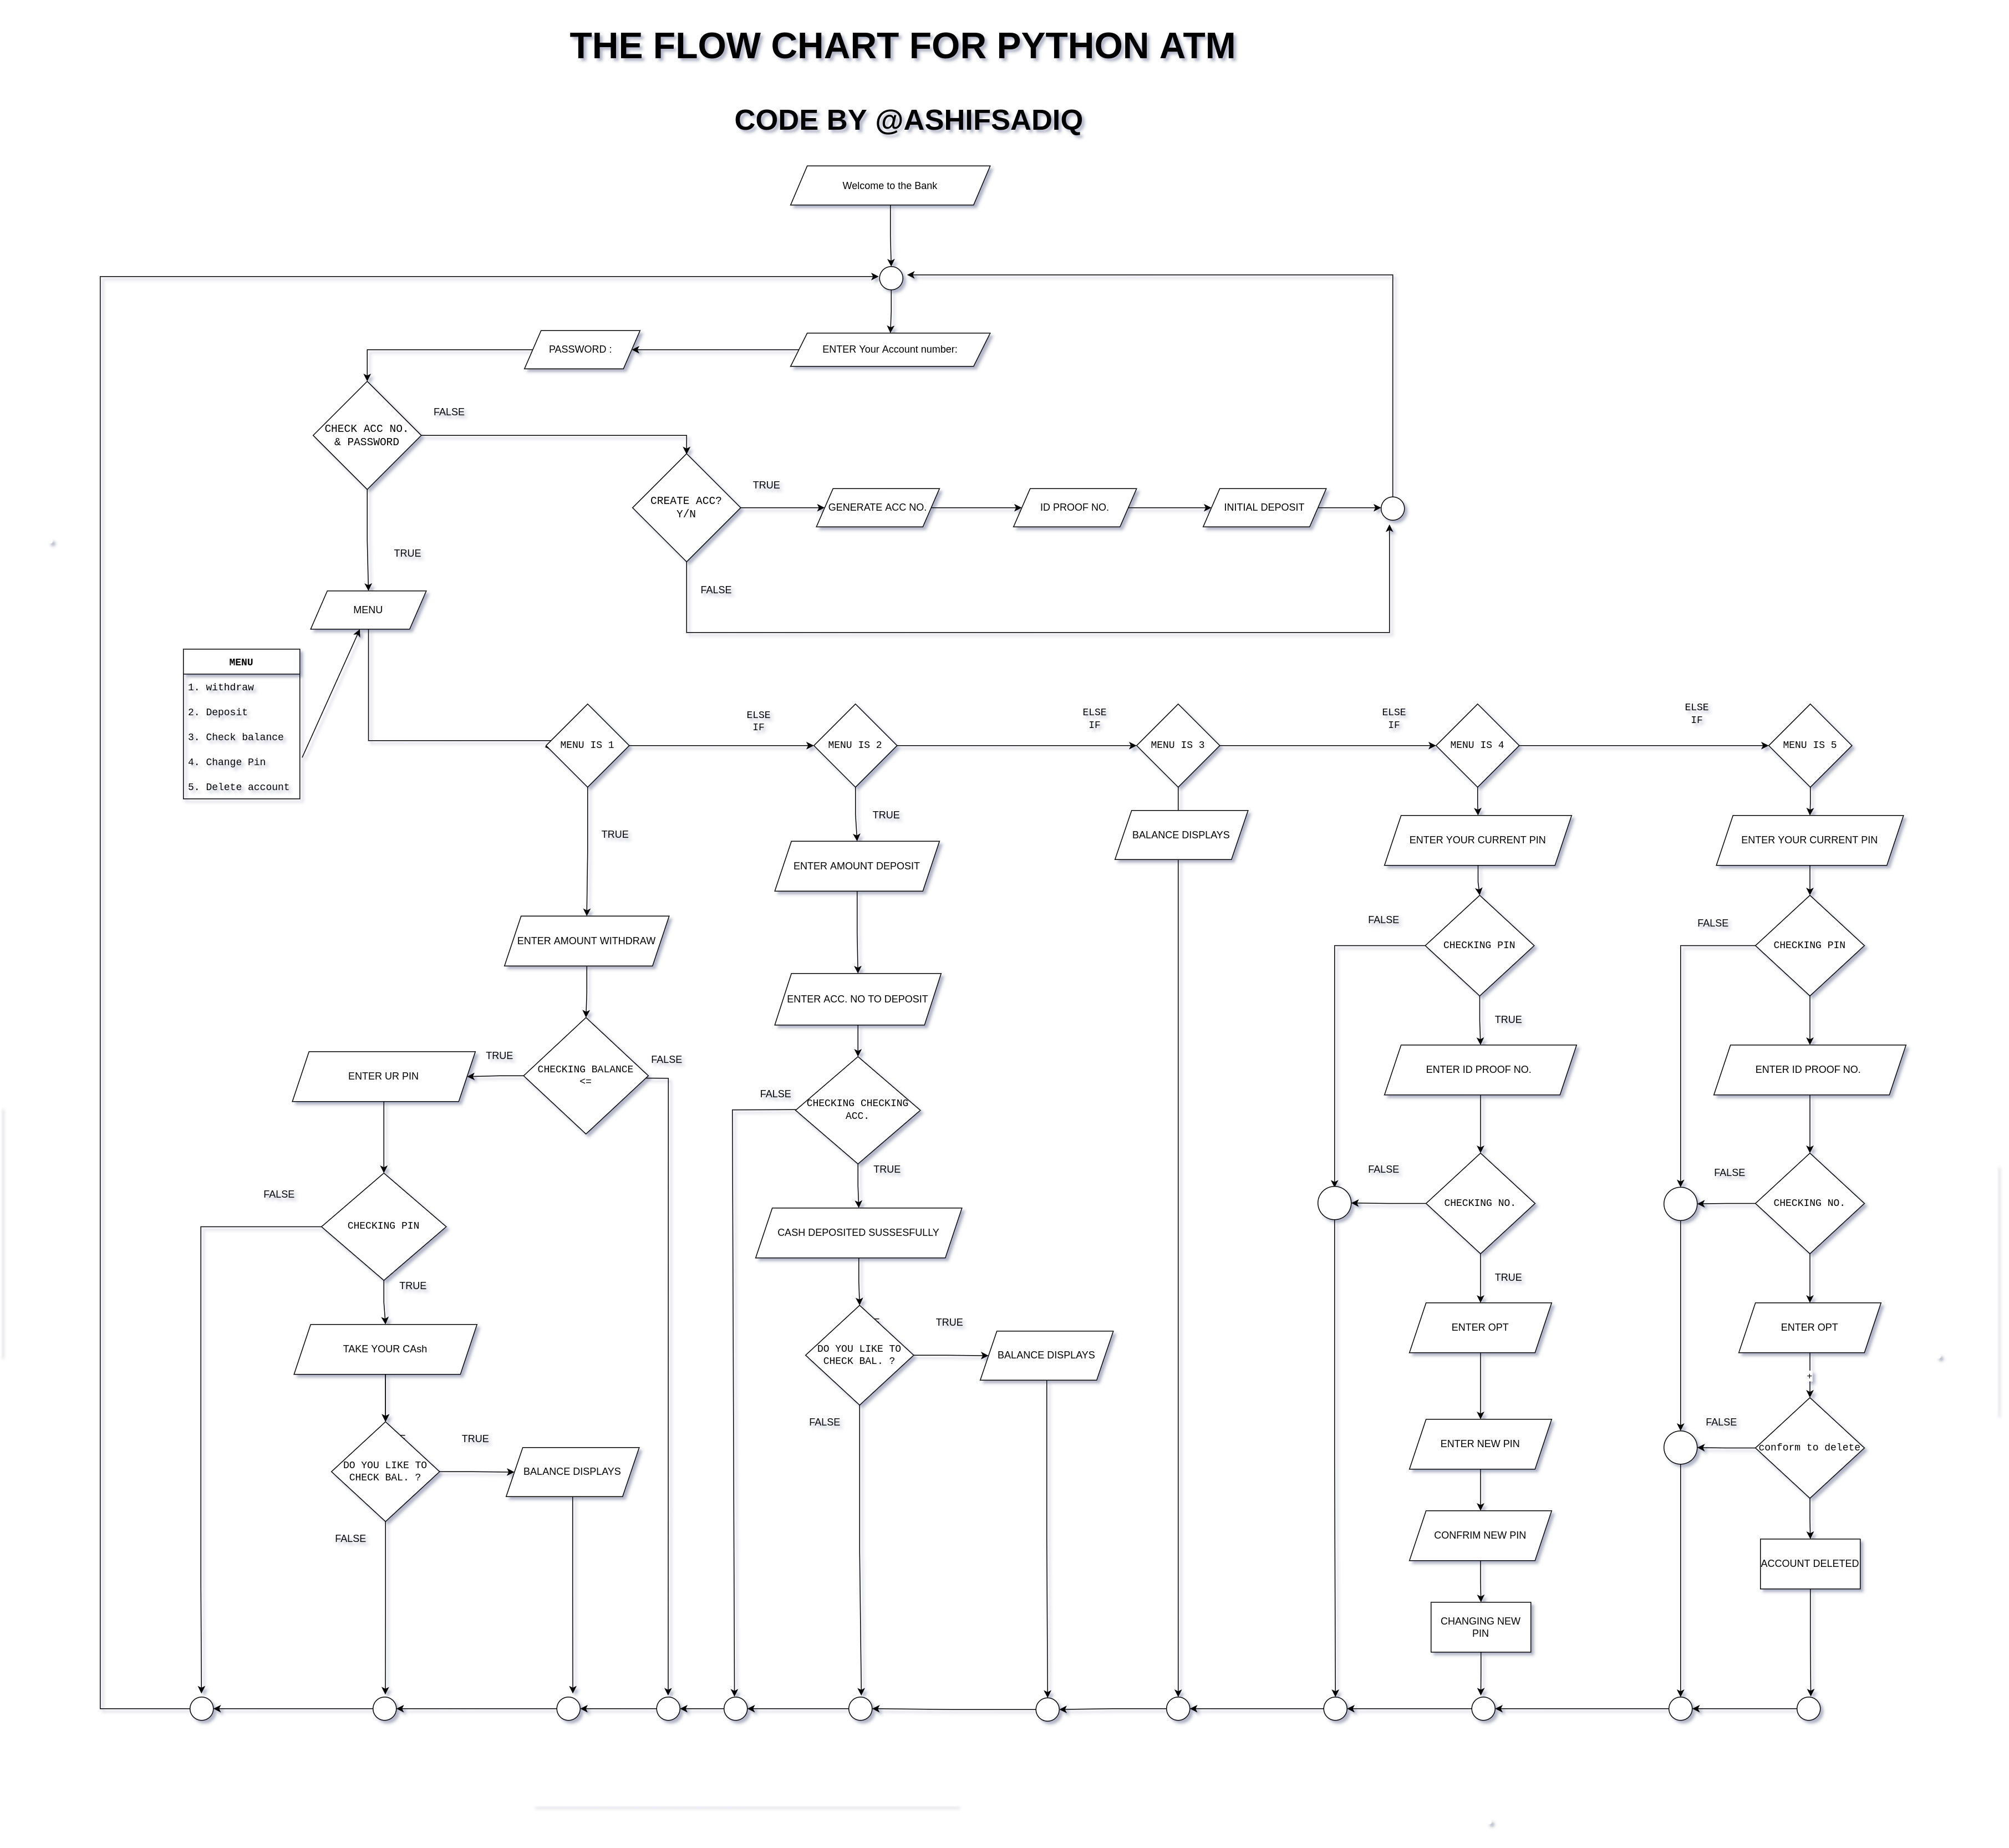 THE FLOW CHART FOR PYTHON ATM
CODE BY @ASHIFSADIQ
Welcome to the Bank
PASSWORD :
ENTER Your Account number:
FALSE
CHECK ACC NO.
& PASSWORD
TRUE
CREATE ACC?
Y/N
GENERATE ACC NO.
ID PROOF NO.
INITIAL DEPOSIT
TRUE
FALSE
MENU
MENU
1. withdraw
2. Deposit
3. Check balance
4. Change Pin
5. Delete account
MENU IS 1
ELSE
IF
MENU IS 2
ELSE
IF
MENU IS 3
ELSE
IF
MENU IS 4
ELSE
IF
MENU IS 5
TRUE
ENTER AMOUNT WITHDRAW
CHECKING BALANCE
<=
TRUE
FALSE
ENTER UR PIN
FALSE
CHECKING PIN
TRUE
TAKE YOUR CAsh
DO YOU LIKE TO
CHECK BAL. ?
TRUE
BALANCE DISPLAYS
FALSE
TRUE
ENTER AMOUNT DEPOSIT
ENTER ACC. NO TO DEPOSIT
FALSE
CHECKING CHECKING
ACC.
TRUE
CASH DEPOSITED SUSSESFULLY
DO YOU LIKE TO
CHECK BAL. ?
TRUE
BALANCE DISPLAYS
FALSE
BALANCE DISPLAYS
ENTER YOUR CURRENT PIN
FALSE
CHECKING PIN
TRUE
ENTER ID PROOF NO.
FALSE
CHECKING NO.
TRUE
ENTER OPT
ENTER NEW PIN
CONFRIM NEW PIN
CHANGING NEW
PIN
ENTER YOUR CURRENT PIN
FALSE
CHECKING PIN
ENTER ID PROOF NO.
FALSE
CHECKING NO.
ENTER OPT
+
FALSE
conform to delete
ACCOUNT DELETED